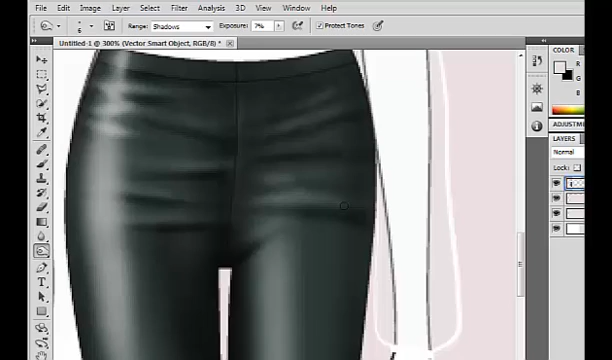 File Edit Image Layer Select Filter Analysis 3D View Window Help
6 Range: Shadows Exposure: 7% Protect Tones
Untitled-1 @ 300% (Vector Smart Object, RGB/8) *
COLOR
R
G
B
ADJUSTM
LAYERS
Normal
Lock:
T